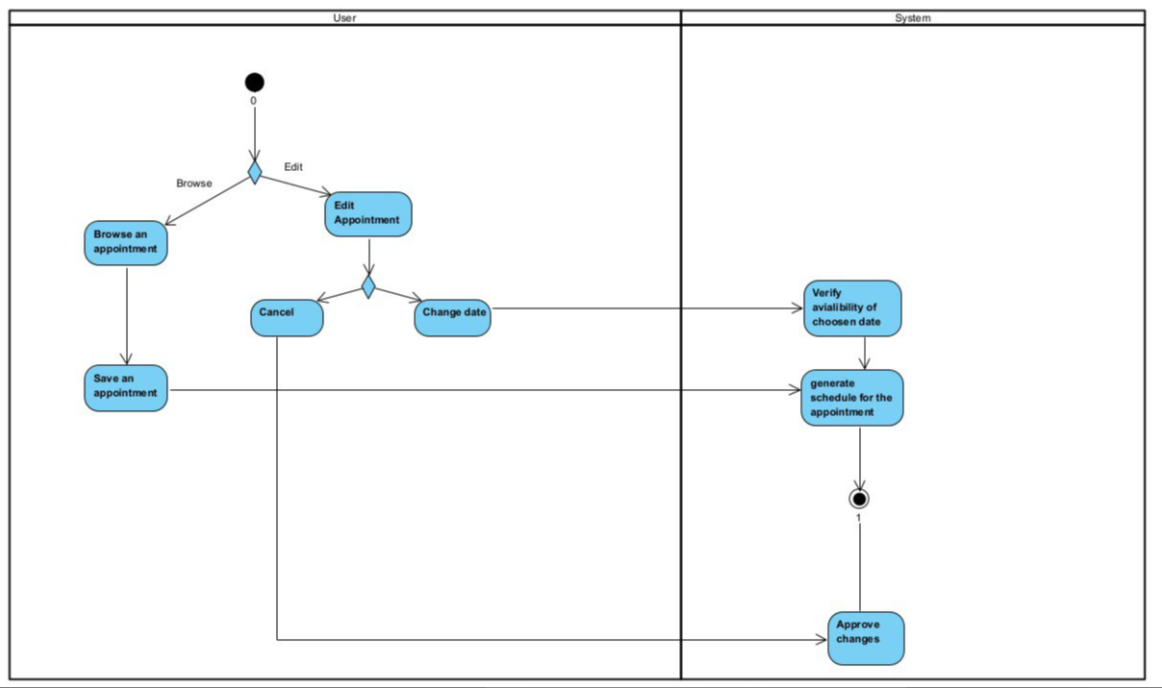 User
System
0
Edit
Browse
Edit
Appointment
Browse an
appointment
Cancel
Change date
Verify
avialibility of
choosen date
Save an
appointment
generate
schedule for the
appointment
1
Approve
changes